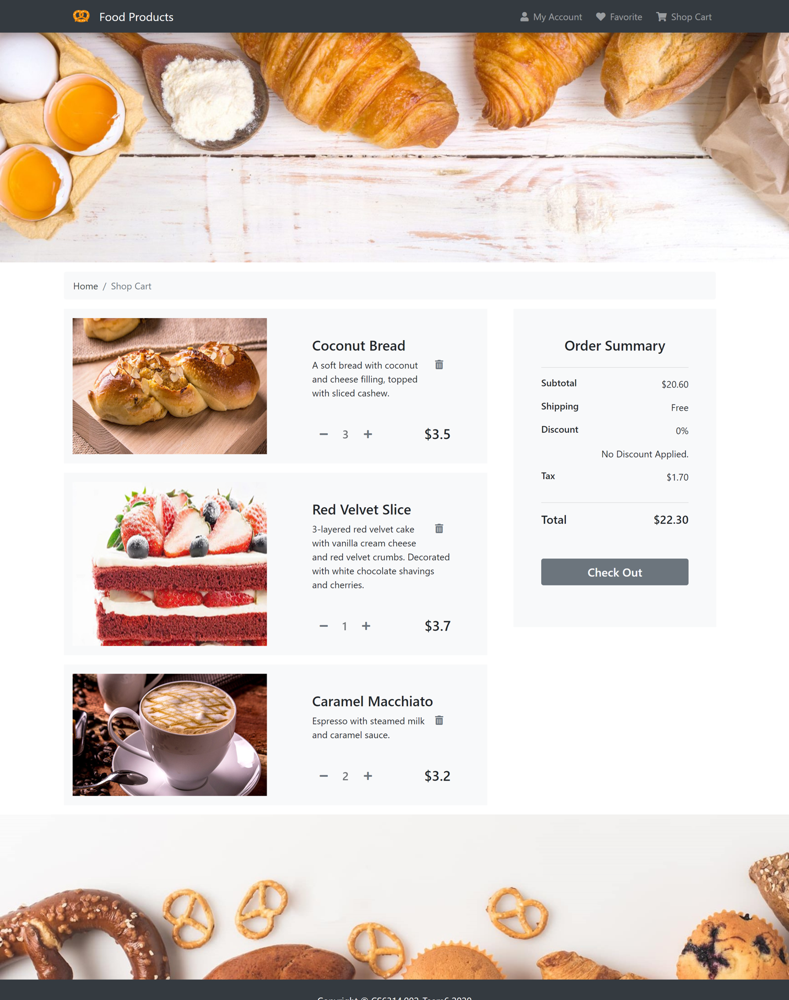 Food Products
My Account
Favorite
Shop Cart
Home / Shop Cart
Coconut Bread
A soft bread with coconut
and cheese filling, topped
with sliced cashew.
3
$3.5
Red Velvet Slice
3-layered red velvet cake
with vanilla cream cheese
and red velvet crumbs. Decorated
with white chocolate shavings
and cherries.
1
$3.7
Caramel Macchiato
Espresso with steamed milk
and caramel sauce.
2
$3.2
Order Summary
Subtotal $20.60
Shipping Free
Discount 0%
No Discount Applied.
Tax $1.70
Total $22.30
Check Out
Copyright © CS6314.002-Team6 2020